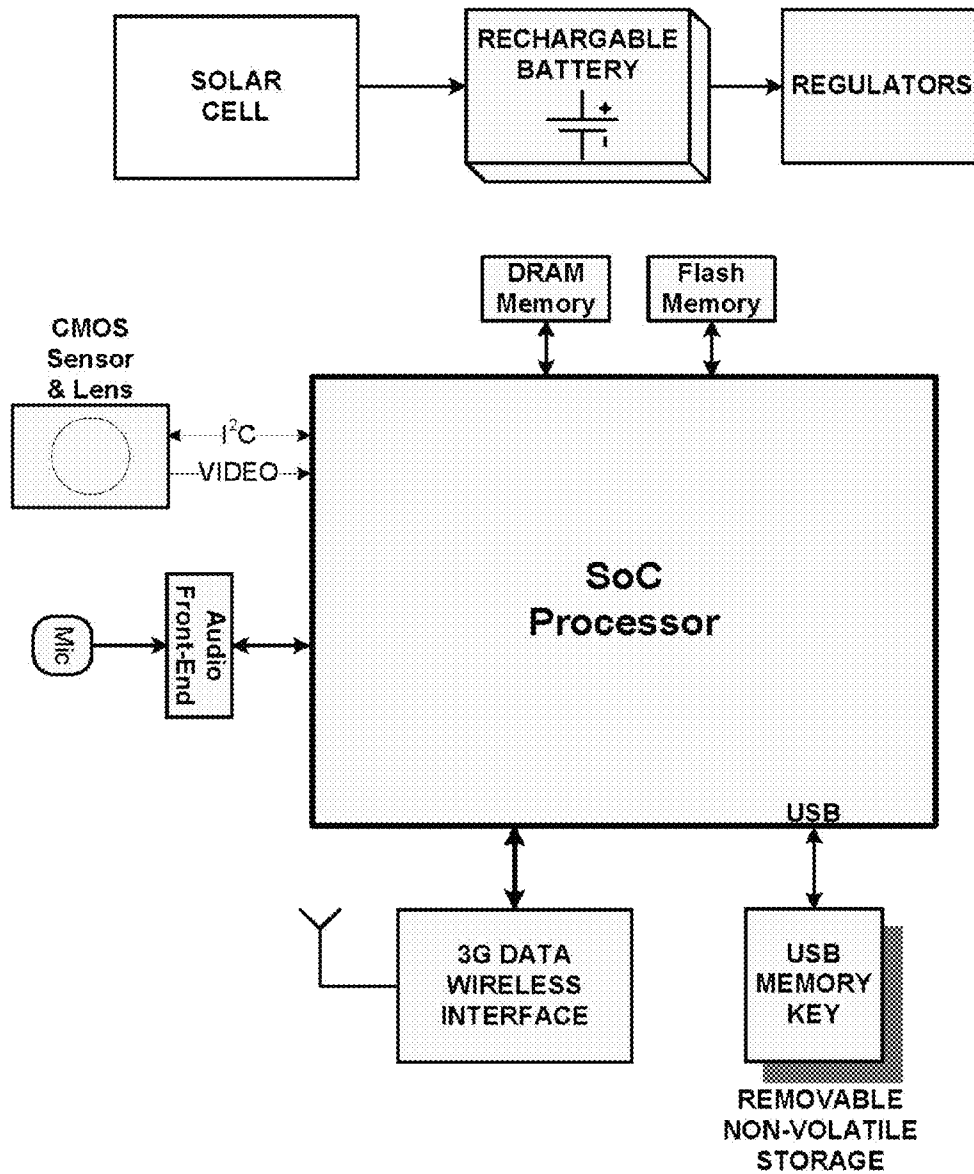 SOLAR
CELL
RECHARGABLE
BATTERY
+
REGULATORS
DRAM
Memory
Flash
Memory
CMOS
Sensor
& Lens
I²C
VIDEO
SoC
Processor
Mic
Audio
Front-End
USB
3G DATA
WIRELESS
INTERFACE
USB
MEMORY
KEY
REMOVABLE
NON-VOLATILE
STORAGE